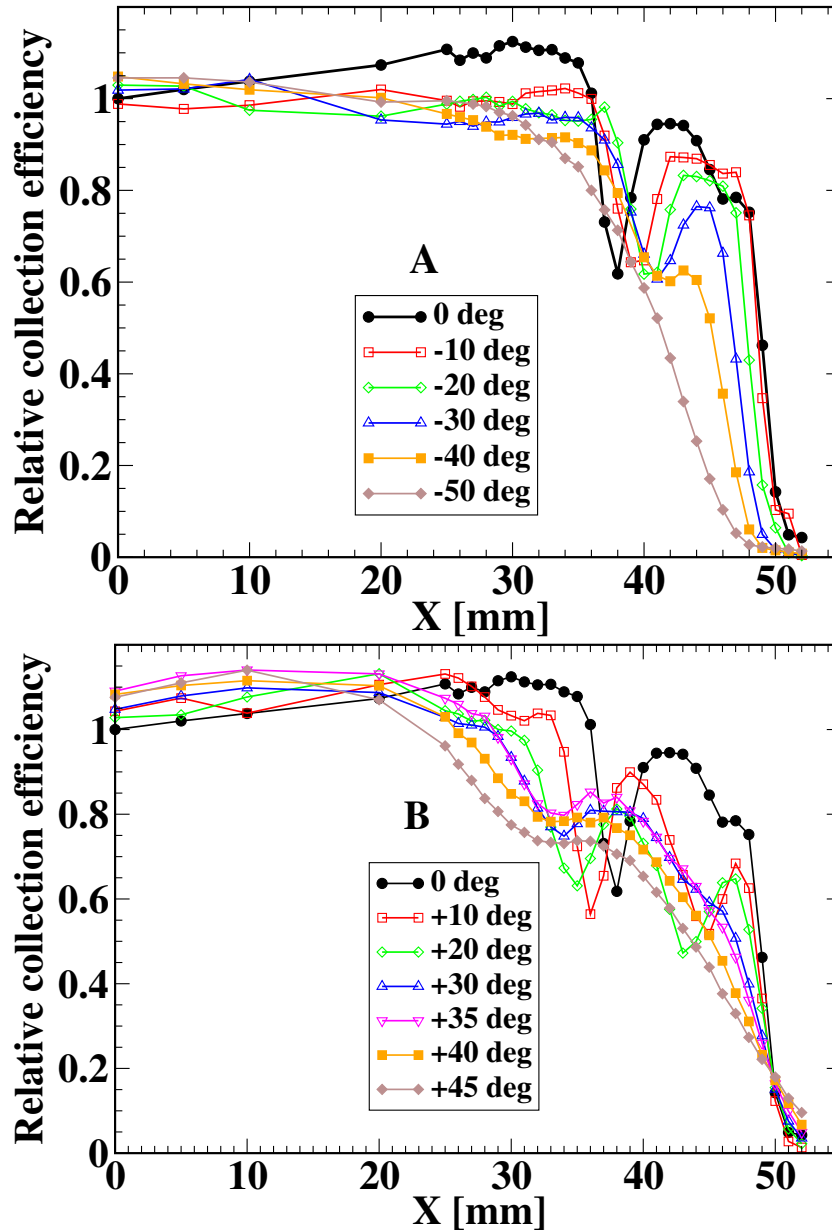 Relative collection efficiency
1
0.8
0.6
0.4
0.2
0
A
0 deg
-10 deg
-20 deg
-30 deg
-40 deg
-50 deg
0 10 20 30 40 50
X [mm]
Relative collection efficiency
1
0.8
0.6
0.4
0.2
0
B
0 deg
+10 deg
+20 deg
+30 deg
+35 deg
+40 deg
+45 deg
0 10 20 30 40 50
X [mm]